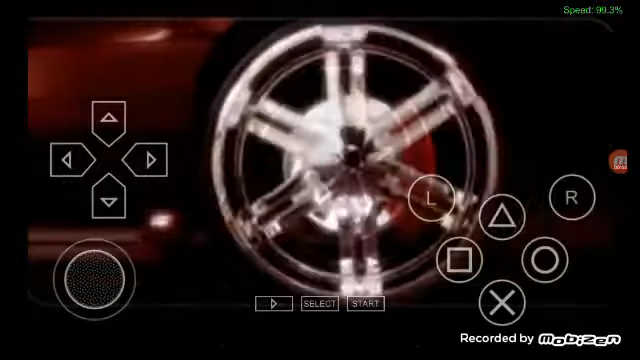 Speed: 99.3%
L
R
SELECT
START
Recorded by Mobizen